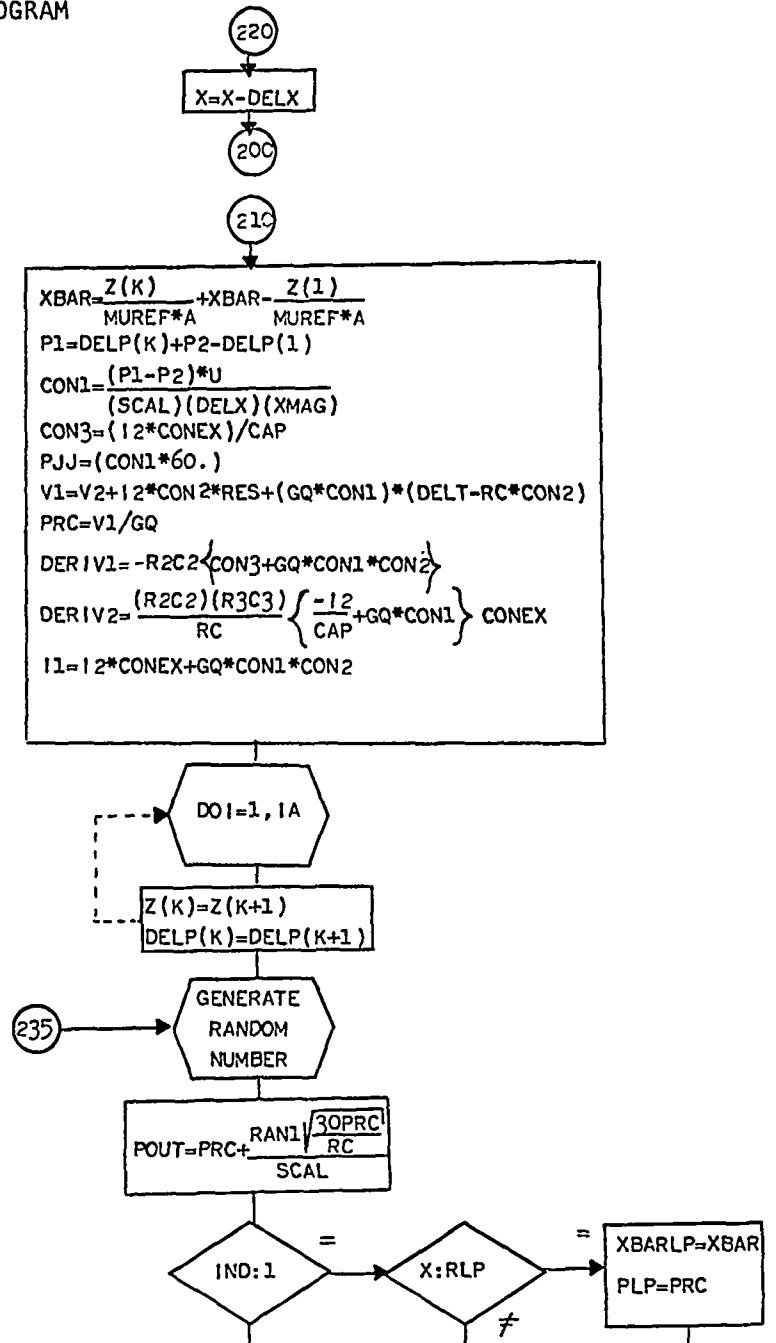 OGRAM
220
X=X-DELX
200
210
XBAR=Z(K)/MUREF*A+XBAR-Z(1)/MUREF*A
P1=DELP(K)+P2-DELP(1)
CON1=(P1-P2)*U/(SCAL)(DELX)(XMAG)
CON3=(I2*CONEX)/CAP
PJJ=(CON1*60.)
V1=V2+I2*CON2*RES+(GQ*CON1)*(DELT-RC*CON2)
PRC=V1/GQ
DERIV1=-R2C2{CON3+GQ*CON1*CON2}
DERIV2=(R2C2)(R3C3)/RC{-I2/CAP+GQ*CON1} CONEX
I1=I2*CONEX+GQ*CON1*CON2
DOI=1,IA
Z(K)=Z(K+1)
DELP(K)=DELP(K+1)
235
GENERATE
RANDOM
NUMBER
POUT=PRC+RAN1√30PRC/RC/SCAL
IND:1
=
X:RLP
=
≠
XBARLP=XBAR
PLP=PRC